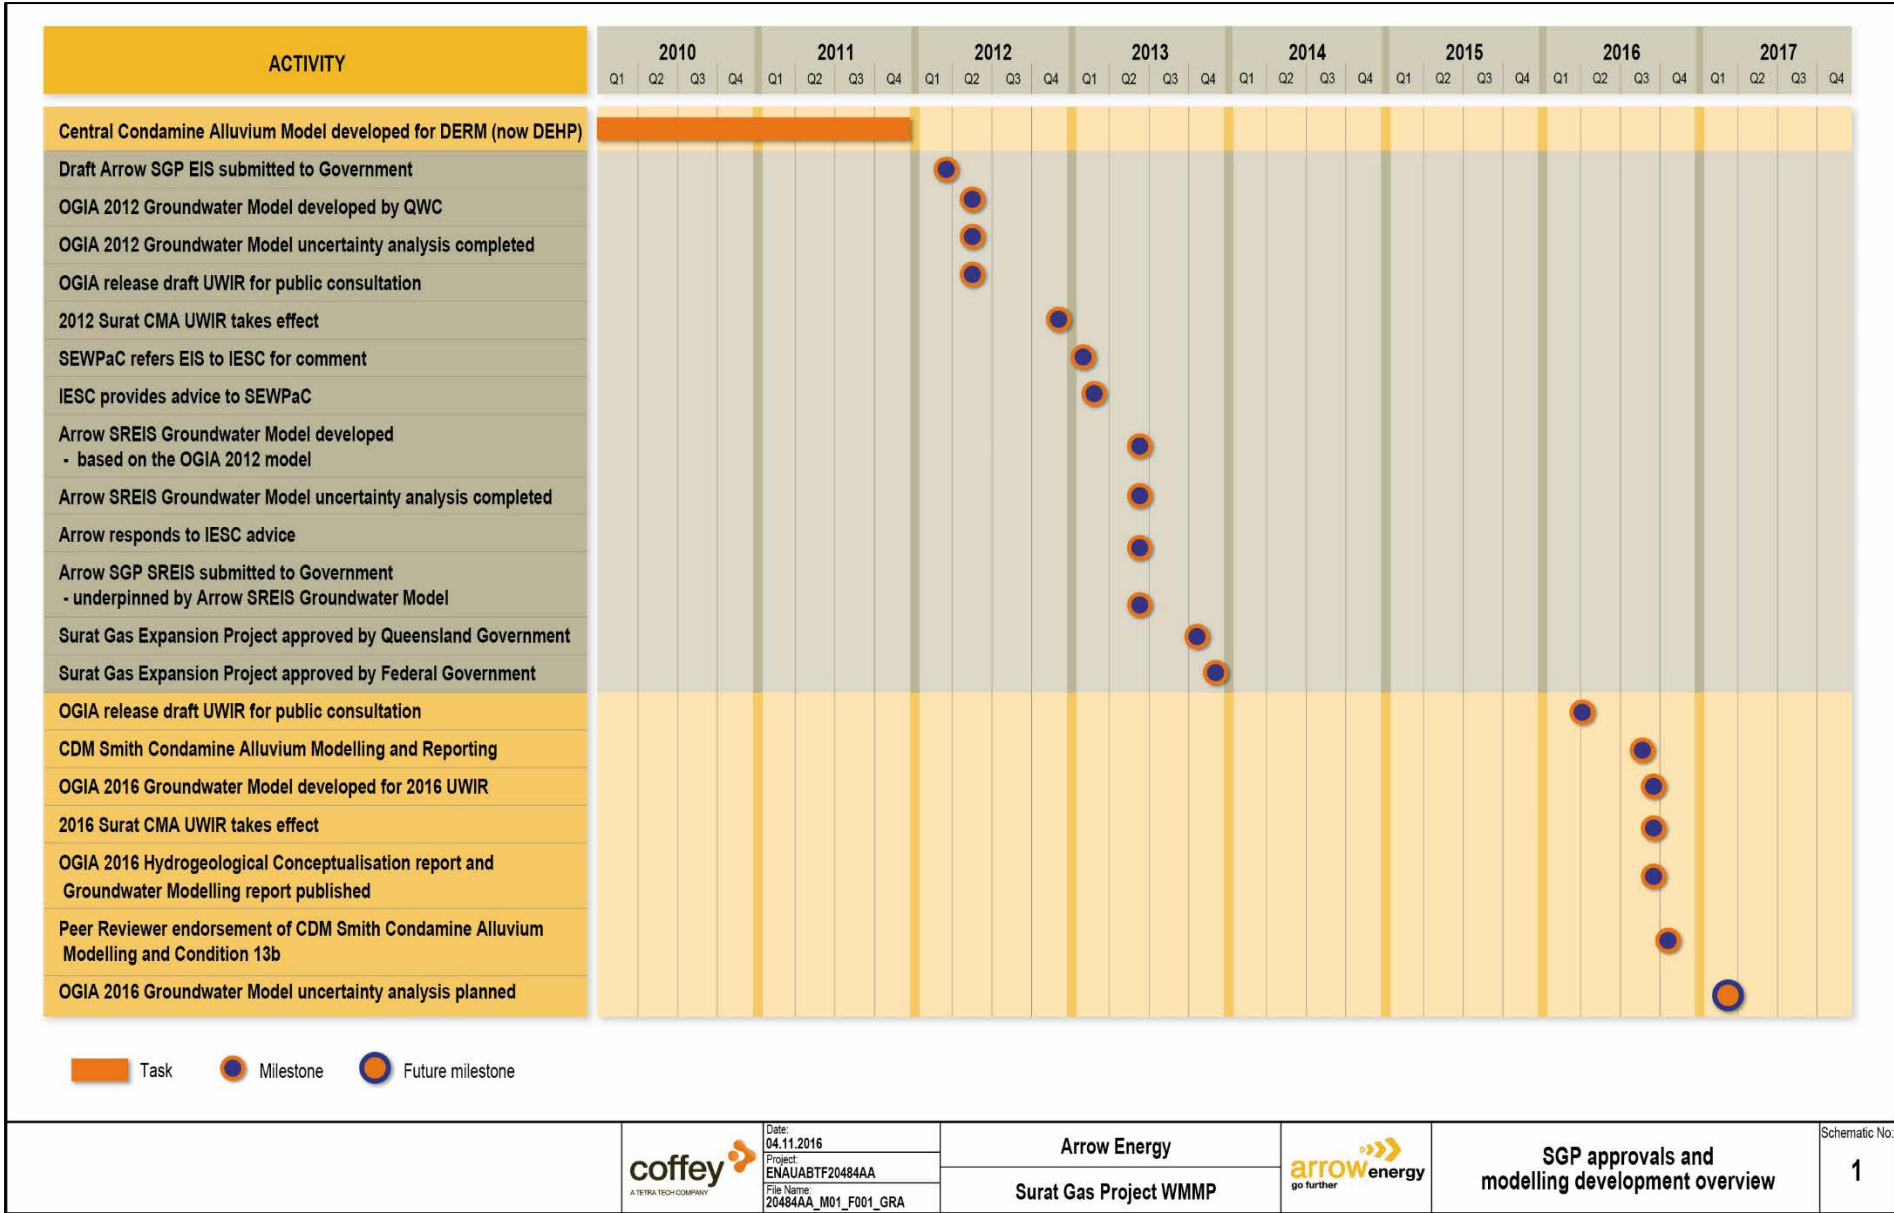 ACTIVITY
2010 2011 2012 2013 2014 2015 2016 2017
Q1 Q2 Q3 Q4 Q1 Q2 Q3 Q4 Q1 Q2 Q3 Q4 Q1 Q2 Q3 Q4 Q1 Q2 Q3 Q4 Q1 Q2 Q3 Q4 Q1 Q2 Q3 Q4 Q1 Q2 Q3 Q4
Central Condamine Alluvium Model developed for DERM (now DEHP)
Draft Arrow SGP EIS submitted to Government
OGIA 2012 Groundwater Model developed by QWC
OGIA 2012 Groundwater Model uncertainty analysis completed
OGIA release draft UWIR for public consultation
2012 Surat CMA UWIR takes effect
SEWPaC refers EIS to IESC for comment
IESC provides advice to SEWPaC
Arrow SREIS Groundwater Model developed
- based on the OGIA 2012 model
Arrow SREIS Groundwater Model uncertainty analysis completed
Arrow responds to IESC advice
Arrow SGP SREIS submitted to Government
- underpinned by Arrow SREIS Groundwater Model
Surat Gas Expansion Project approved by Queensland Government
Surat Gas Expansion Project approved by Federal Government
OGIA release draft UWIR for public consultation
CDM Smith Condamine Alluvium Modelling and Reporting
OGIA 2016 Groundwater Model developed for 2016 UWIR
2016 Surat CMA UWIR takes effect
OGIA 2016 Hydrogeological Conceptualisation report and
Groundwater Modelling report published
Peer Reviewer endorsement of CDM Smith Condamine Alluvium
Modelling and Condition 13b
OGIA 2016 Groundwater Model uncertainty analysis planned
Task Milestone Future milestone
coffey
A TETRA TECH COMPANY
Date:
04.11.2016
Project:
ENAUABTF20484AA
File Name:
20484AA_M01_F001_GRA
Arrow Energy
Surat Gas Project WMMP
arrowenergy
go further
SGP approvals and
modelling development overview
Schematic No:
1